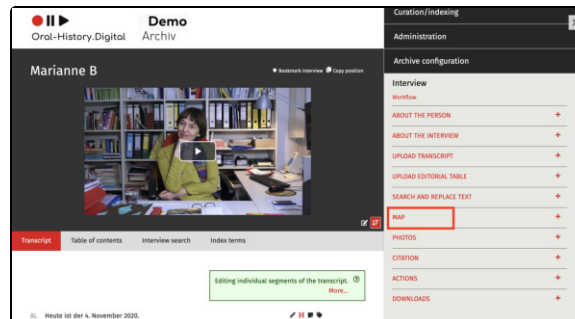 Oral-History.Digital
Demo
Archiv
Marianne B
Bookmark interview
Copy position
Transcript
Table of contents
Interview search
Index terms
Editing individual segments of the transcript.
More...
AL
Heute ist der 4. November 2020.
H
Curation/indexing
Administration
Archive configuration
Interview
Workflow
ABOUT THE PERSON +
ABOUT THE INTERVIEW +
UPLOAD TRANSCRIPT +
UPLOAD EDITORIAL TABLE +
SEARCH AND REPLACE TEXT +
MAP +
PHOTOS +
CITATION +
ACTIONS +
DOWNLOADS +